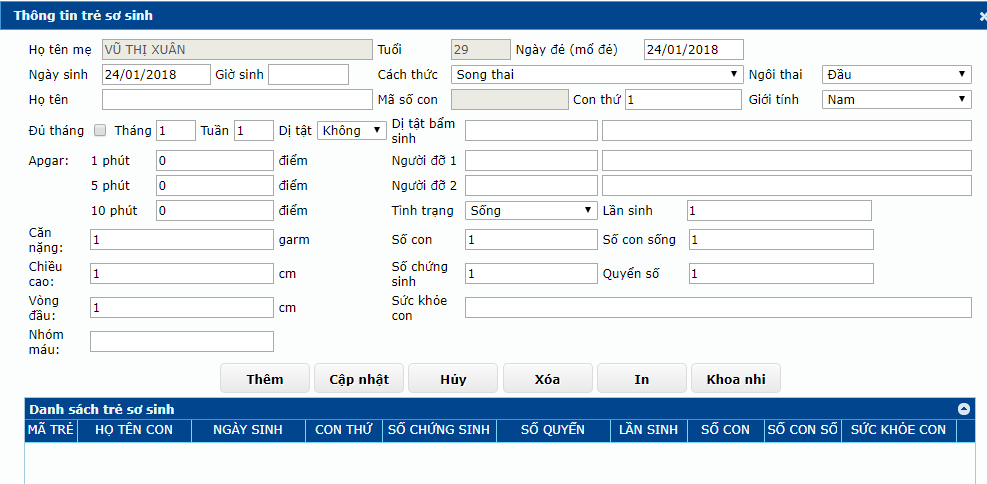 Thông tin trẻ sơ sinh
Họ tên mẹ VŨ THỊ XUÂN Tuổi 29 Ngày đẻ (mổ đẻ) 24/01/2018
Ngày sinh 24/01/2018 Giờ sinh Cách thức Song thai Ngôi thai Đầu
Họ tên Mã số con Con thứ 1 Giới tính Nam
Đủ tháng Tháng 1 Tuần 1 Dị tật Không Dị tật bẩm sinh
Apgar: 1 phút 0 điểm Người đỡ 1
5 phút 0 điểm Người đỡ 2
10 phút 0 điểm Tình trạng Sống Lần sinh 1
Cân nặng: 1 garm Số con 1 Số con sống 1
Chiều cao: 1 cm Số chứng sinh 1 Quyển số 1
Vòng đầu: 1 cm Sức khỏe con
Nhóm máu:
Thêm Cập nhật Hủy Xóa In Khoa nhi
Danh sách trẻ sơ sinh
MÃ TRẺ HỌ TÊN CON NGÀY SINH CON THỨ SỐ CHỨNG SINH SỐ QUYỂN LẦN SINH SỐ CON SỐ CON SỐ SỨC KHỎE CON